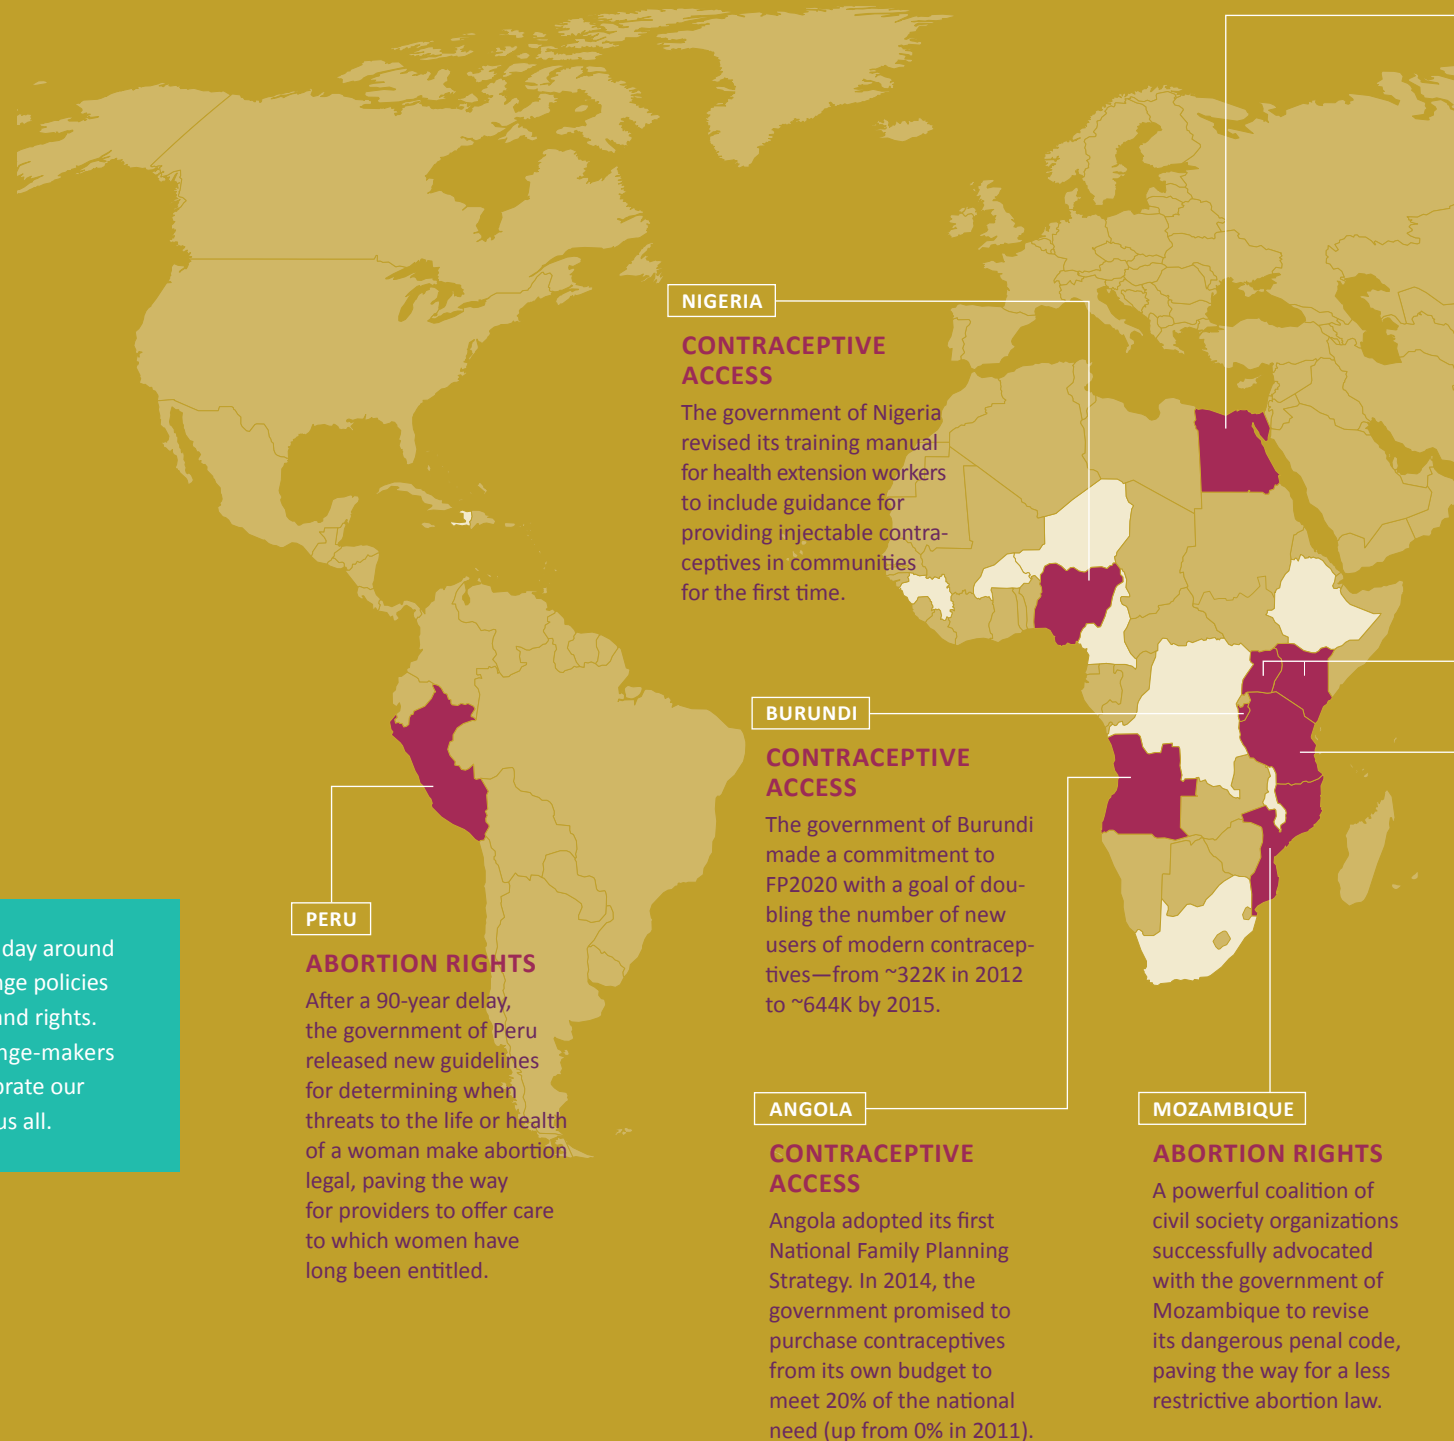 NIGERIA
CONTRACEPTIVE
ACCESS
The government of Nigeria
revised its training manual
for health extension workers
to include guidance for
providing injectable contra-
ceptives in communities
for the first time.
BURUNDI
CONTRACEPTIVE
ACCESS
The government of Burundi
made a commitment to
FP2020 with a goal of dou-
bling the number of new
users of modern contracep-
tives—from ~322K in 2012
to ~644K by 2015.
day around
nge policies
and rights.
nge-makers
brate our
us all.
PERU
ABORTION RIGHTS
After a 90-year delay,
the government of Peru
released new guidelines
for determining when
threats to the life or health
of a woman make abortion
legal, paving the way
for providers to offer care
to which women have
long been entitled.
ANGOLA
CONTRACEPTIVE
ACCESS
Angola adopted its first
National Family Planning
Strategy. In 2014, the
government promised to
purchase contraceptives
from its own budget to
meet 20% of the national
need (up from 0% in 2011).
MOZAMBIQUE
ABORTION RIGHTS
A powerful coalition of
civil society organizations
successfully advocated
with the government of
Mozambique to revise
its dangerous penal code,
paving the way for a less
restrictive abortion law.